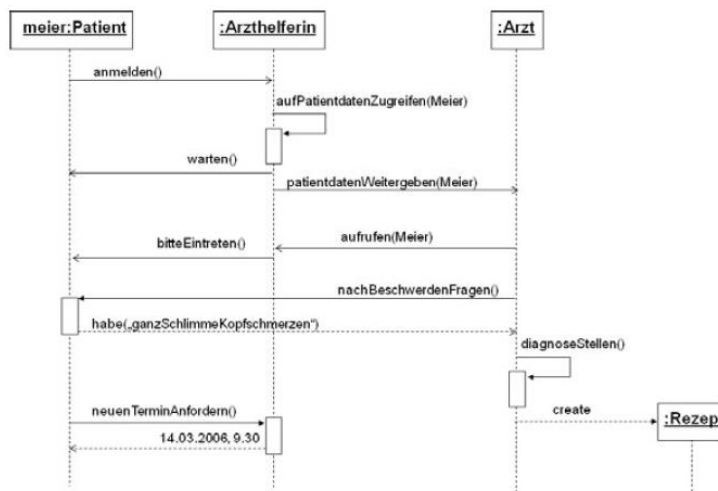 meier:Patient
:Arzthelferin
:Arzt
anmelden()
aufPatientdatenZugreifen(Meier)
warten()
patientdatenWeitergeben(Meier)
aufrufen(Meier)
bitteEintreten()
nachBeschwerdenFragen()
habe(„ganzSchlimmeKopfschmerzen“)
diagnoseStellen()
neuenTerminAnfordern()
create
:Rezep
14.03.2006, 9.30